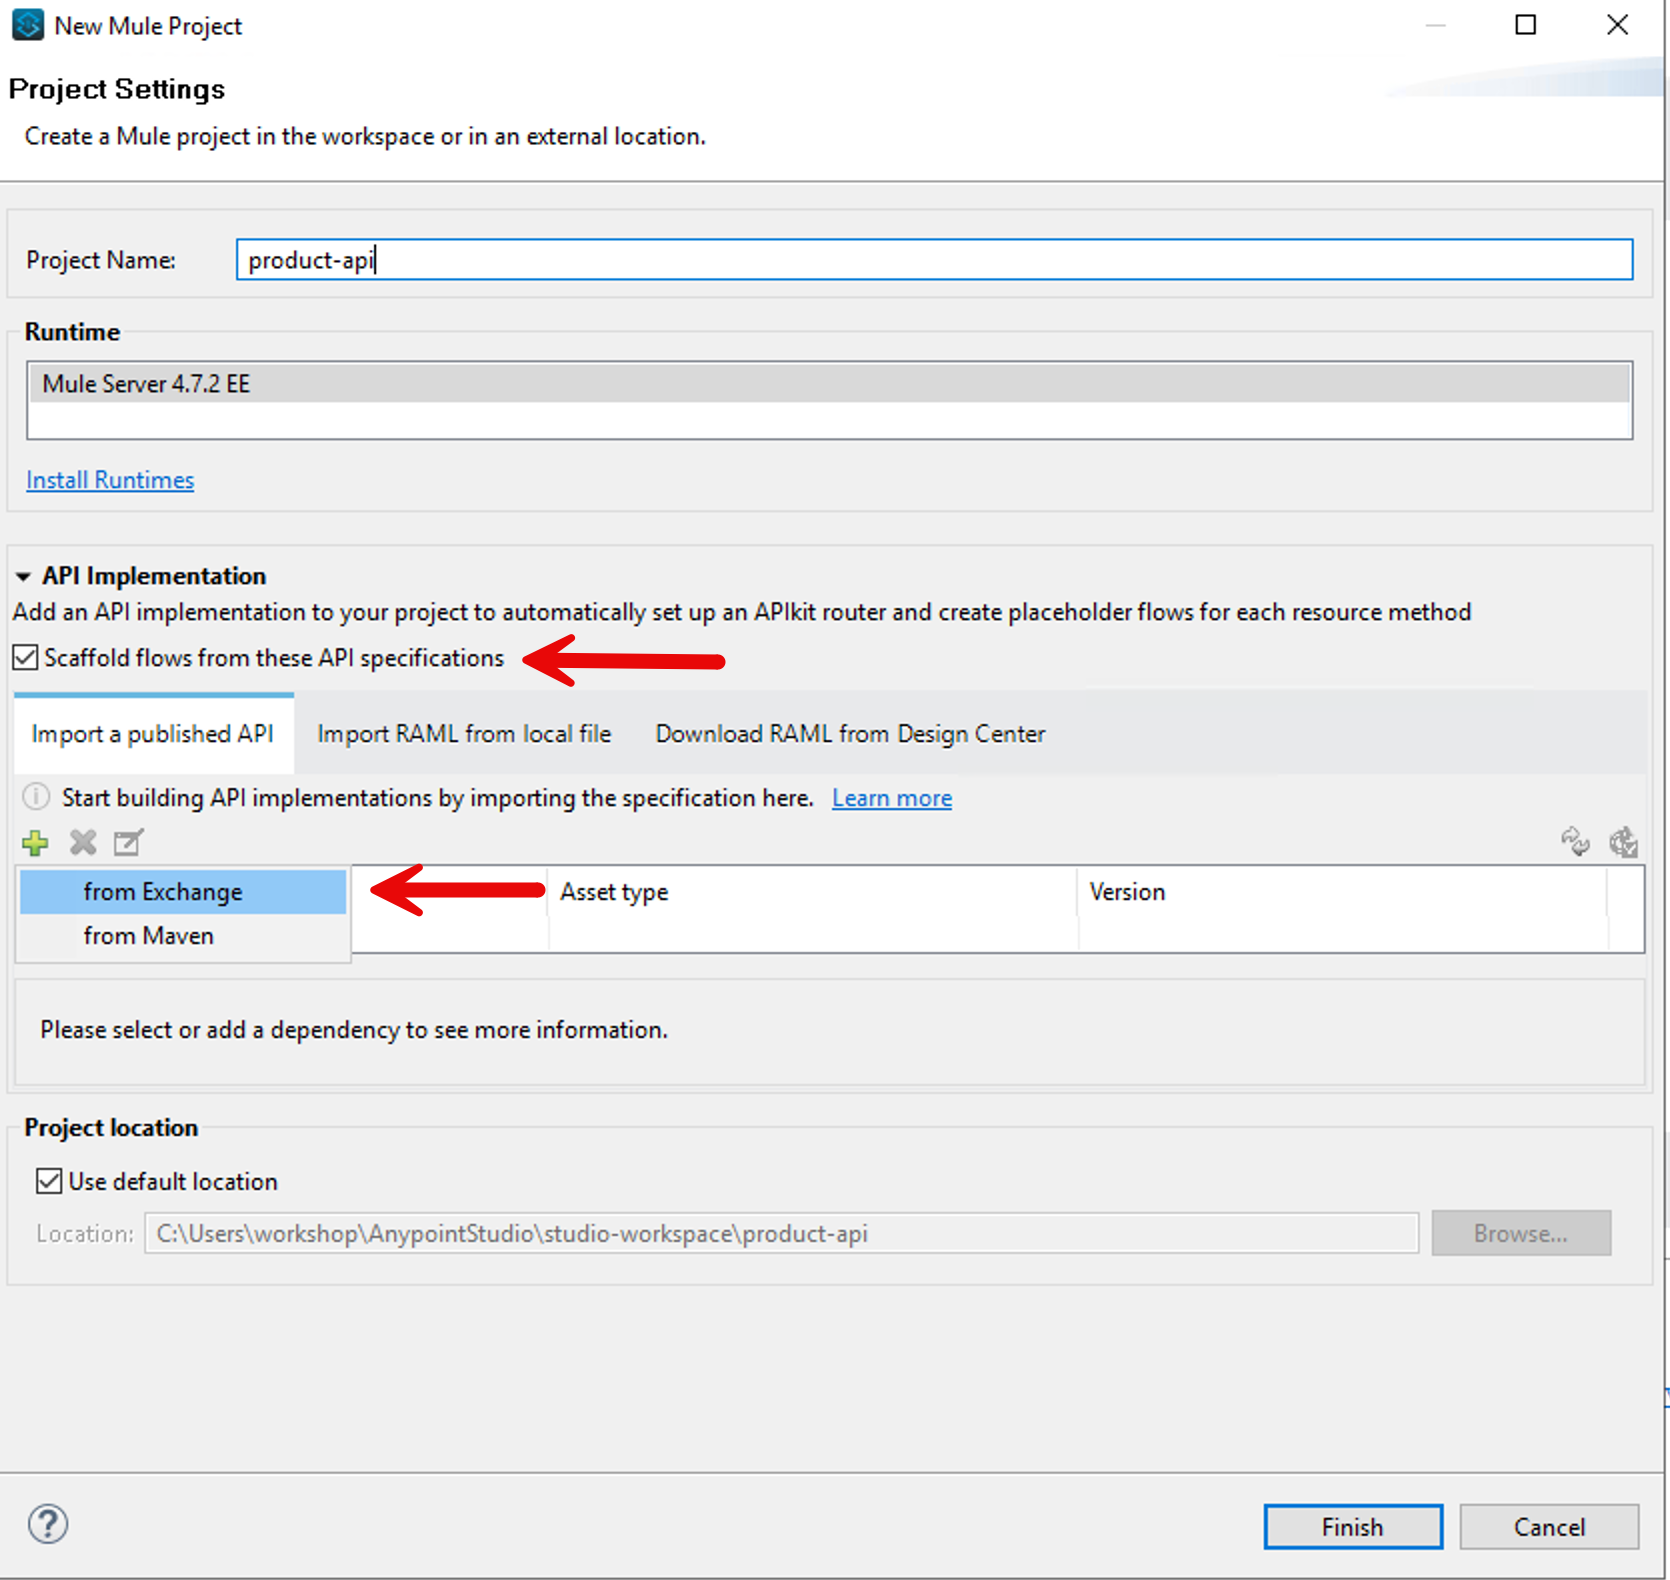 New Mule Project
Project Settings
Create a Mule project in the workspace or in an external location.
Project Name: product-api
Runtime
Mule Server 4.7.2 EE
Install Runtimes
API Implementation
Add an API implementation to your project to automatically set up an APIkit router and create placeholder flows for each resource method
Scaffold flows from these API specifications
Import a published API Import RAML from local file Download RAML from Design Center
Start building API implementations by importing the specification here. Learn more
from Exchange Asset type Version
from Maven
Please select or add a dependency to see more information.
Project location
Use default location
Location: C:\Users\workshop\AnypointStudio\studio-workspace\product-api Browse...
? Finish Cancel